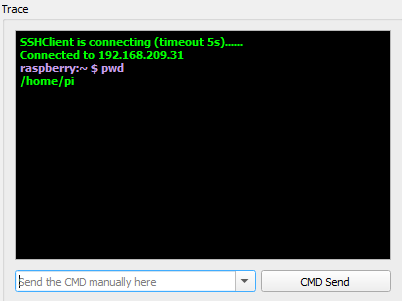 Trace
SSHClient is connecting (timeout 5s)......
Connected to 192.168.209.31
raspberry:~ $ pwd
/home/pi
Send the CMD manually here
CMD Send